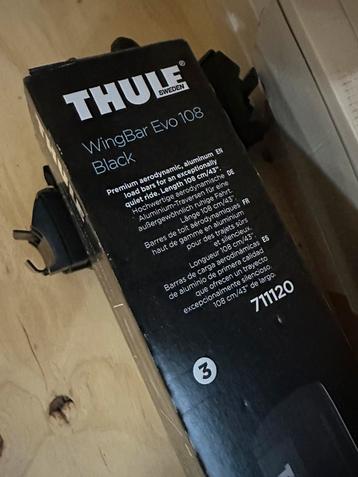 THULE®
SWEDEN
WingBar Evo 108
Black
Premium aerodynamic, aluminum EN
load bars for an exceptionally
quiet ride. Length 108 cm/43".
Hochwertige aerodynamische DE
Aluminium-Traversen für eine
außergewöhnlich ruhige Fahrt.
Länge 108 cm/43".
Barres de toit aérodynamiques FR
haut de gamme en aluminium
pour des trajets sûrs
et silencieux.
Longueur 108 cm/43".
Barras de carga aerodinámicas ES
de aluminio de primera calidad
que ofrecen un trayecto
excepcionalmente silencioso.
108 cm/43" de largo.
711120
3